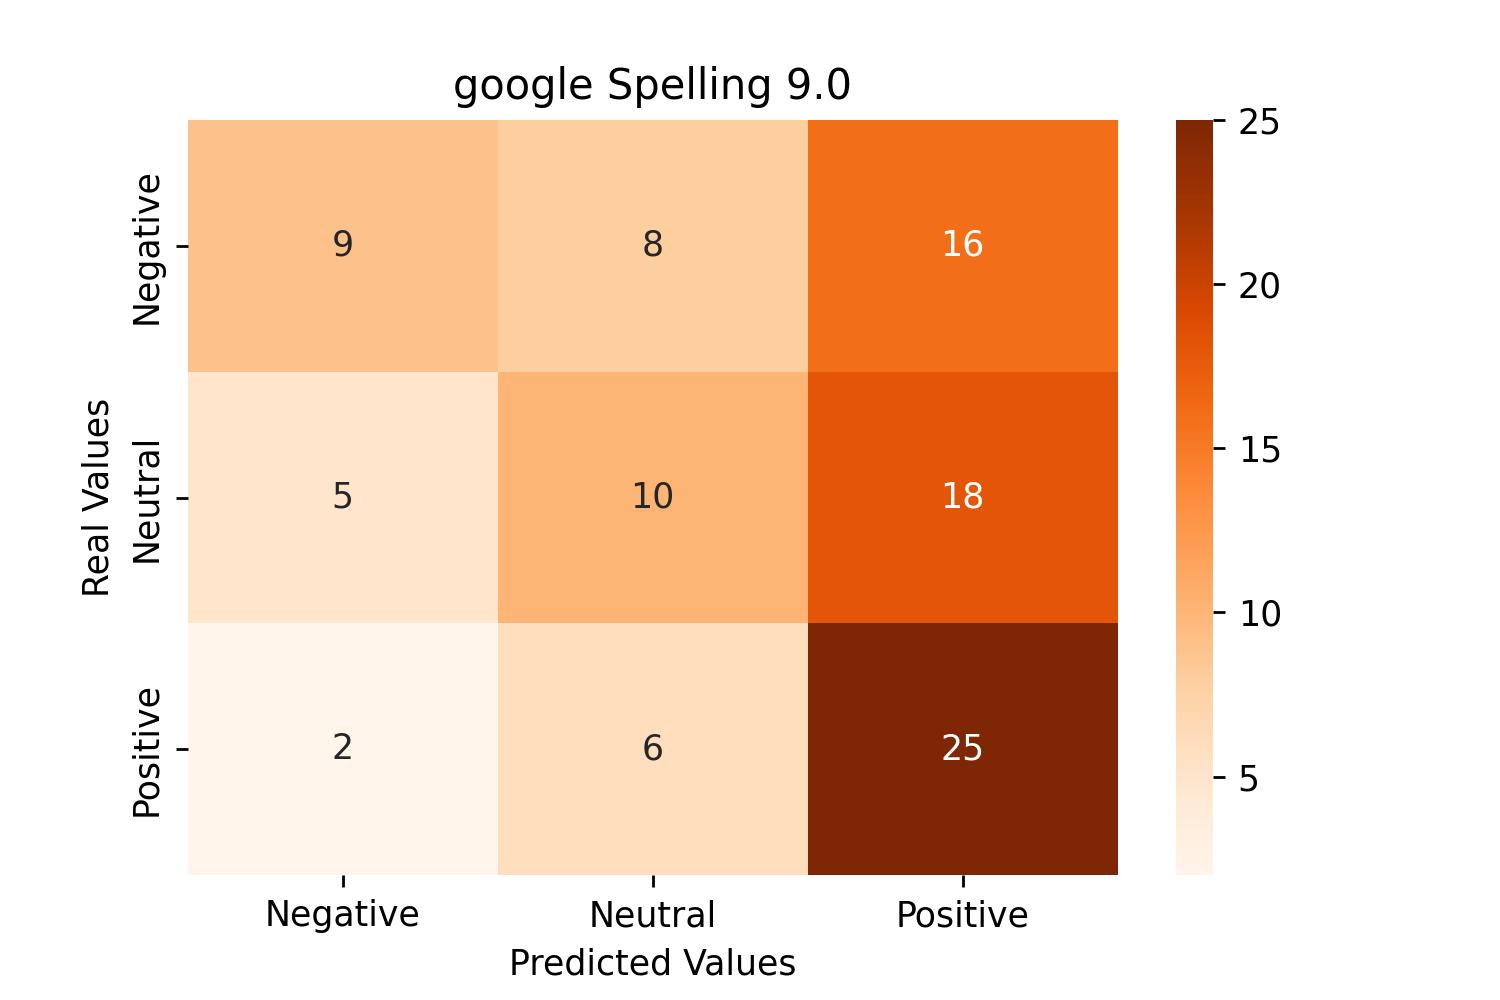 google Spelling 9.0
Real Values
Negative
9 8 16
Neutral
5 10 18
Positive
2 6 25
Negative Neutral Positive
Predicted Values
25
20
15
10
5